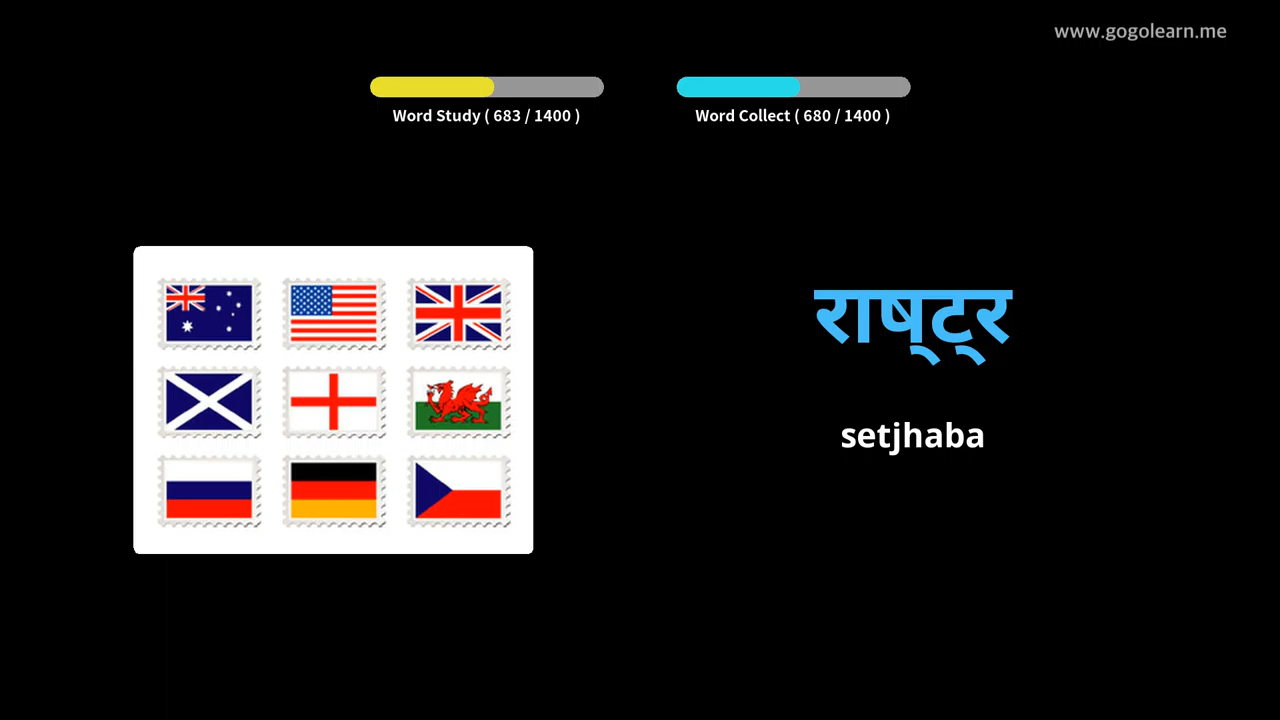 www.gogolearn.me
Word Study ( 683 / 1400 )
Word Collect ( 680 / 1400 )
राष्ट्र
setjhaba